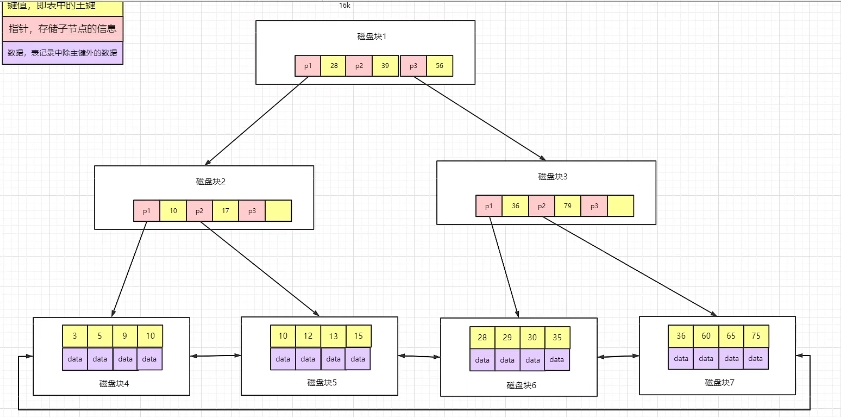 键值，即表中的主键
16k
指针，存储子节点的信息
数据，表记录中除主键外的数据
磁盘块1
p1 28 p2 39 p3 56
磁盘块2
p1 10 p2 17 p3
磁盘块3
p1 36 p2 79 p3
3 5 9 10
data data data data
磁盘块4
10 12 13 15
data data data data
磁盘块5
28 29 30 35
data data data data
磁盘块6
36 60 65 75
data data data data
磁盘块7